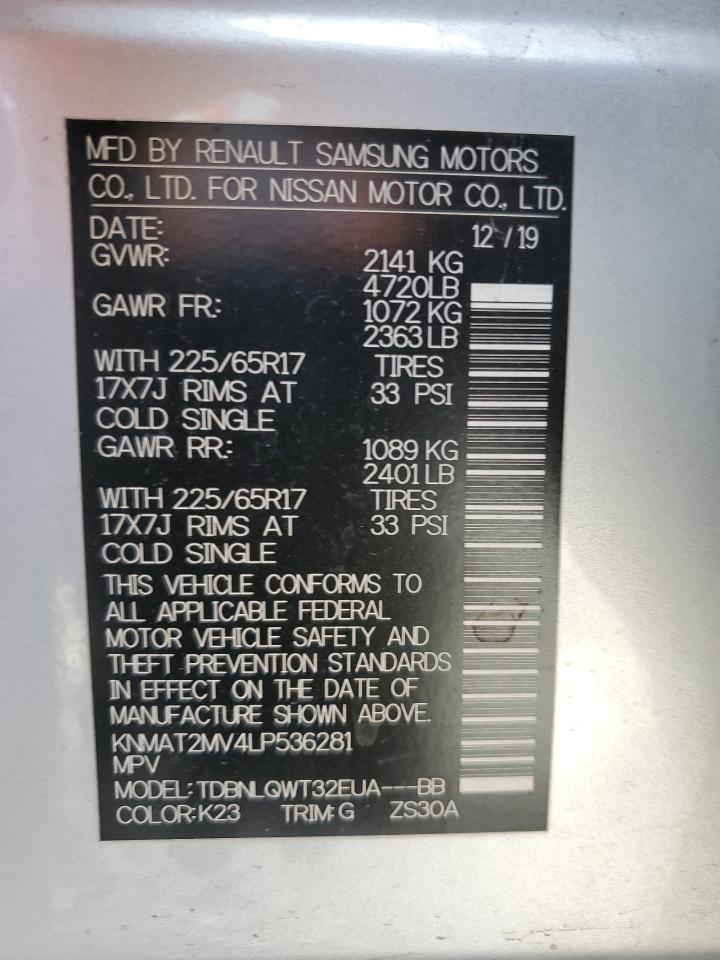 MFD BY RENAULT SAMSUNG MOTORS
CO., LTD. FOR NISSAN MOTOR CO., LTD.
DATE: 12 / 19
GVWR: 2141 KG
4720LB
GAWR FR.: 1072 KG
2363LB
WITH 225/65R17 TIRES
17X7J RIMS AT 33 PSI
COLD SINGLE
GAWR RR.: 1089 KG
2401LB
WITH 225/65R17 TIRES
17X7J RIMS AT 33 PSI
COLD SINGLE
THIS VEHICLE CONFORMS TO
ALL APPLICABLE FEDERAL
MOTOR VEHICLE SAFETY AND
THEFT PREVENTION STANDARDS
IN EFFECT ON THE DATE OF
MANUFACTURE SHOWN ABOVE.
KNMAT2MV4LP536281
MPV
MODEL: TDBNLQWT32EUA---BB
COLOR:K23 TRIM:G ZS30A